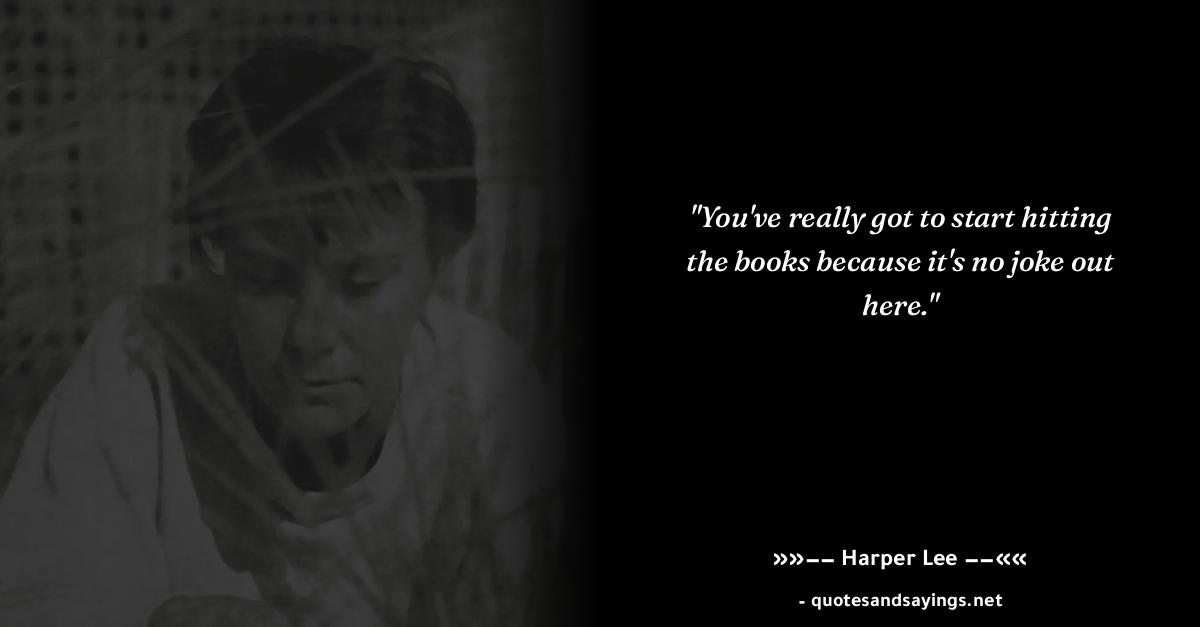 "You've really got to start hitting
the books because it's no joke out
here."
»»−− Harper Lee −−««
- quotesandsayings.net